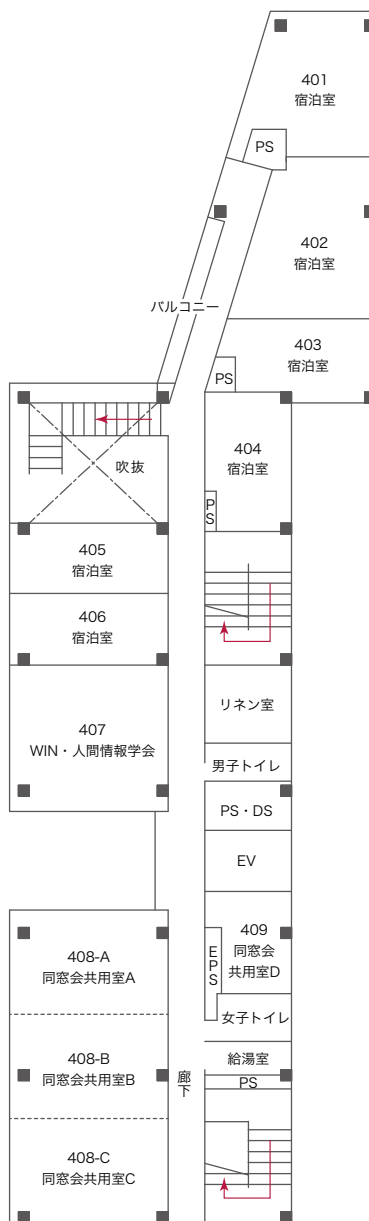 401
宿泊室
PS
402
宿泊室
バルコニー
403
宿泊室
PS
404
宿泊室
吹抜
PS
405
宿泊室
406
宿泊室
リネン室
407
WIN・人間情報学会
男子トイレ
PS・DS
EV
409
同窓会
共用室D
EPS
408-A
同窓会共用室A
女子トイレ
給湯室
408-B
同窓会共用室B
廊下
PS
408-C
同窓会共用室C